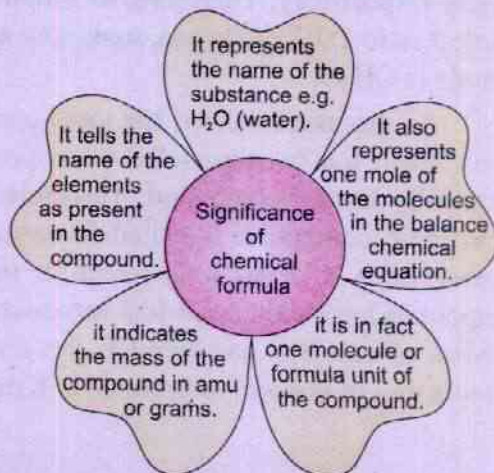 It represents
the name of the
substance e.g.
H₂O (water).
It also
represents
one mole of
the molecules
in the balance
chemical
equation.
it is in fact
one molecule or
formula unit of
the compound.
it indicates
the mass of the
compound in amu
or grams.
It tells the
name of the
elements
as present
in the
compound.
Significance
of
chemical
formula